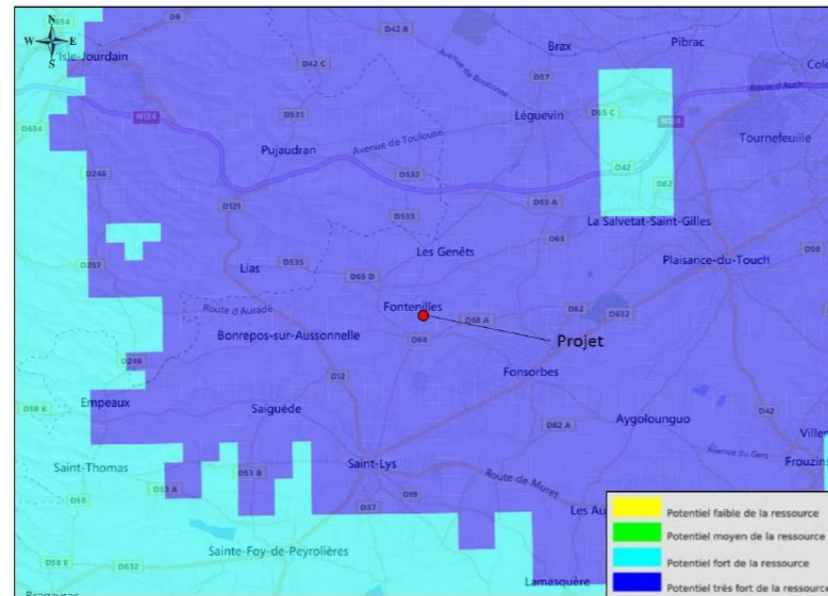 D654
D9
D42 B
N
W E
S
Isle-Jourdain
D42 C
Avenue de Bouconne
Brax
Pibrac
D37
Route d'Auch
D634
N124
D531
Avenue de Toulouse
Léguevin
D65 C
N124
Tournefeuille
Pujaudran
D246
D532
D42
D62
D121
D533
D65 A
La Salvetat-Saint-Gilles
D50
Les Genêts
D65
Plaisance-du-Touch
D257
Lias
D535
D65 D
Route d'Auradé
Fontenilles
D68 A
D82
D632
Bonrepos-sur-Aussonnelle
D68
Projet
D246
D12
Fonsorbes
D58 K
Empeaux
Saiguède
D82 A
Aygolounguo
D42
Saint-Thomas
D53 A
D53 B
Saint-Lys
Avenue du Gers
Frouzins
D58
D19
Route de Muret
D37
Les Au
Sainte-Foy-de-Peyrolières
D58 E
D632
Lamasquère
Potentiel faible de la ressource
Potentiel moyen de la ressource
Potentiel fort de la ressource
Potentiel très fort de la ressource